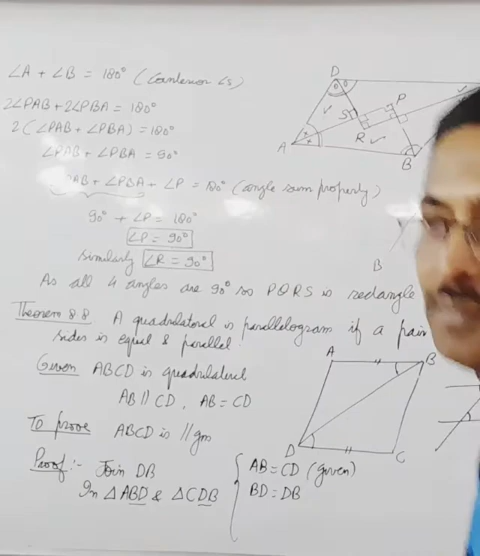 ∠A + ∠B = 180° (Cointerior ∠s)
2∠PAB + 2∠PBA = 180°
2(∠PAB + ∠PBA) = 180°
∠PAB + ∠PBA = 90°
PAB + ∠PBA + ∠P = 180° (angle sum property)
90° + ∠P = 180°
∠P = 90°
Similarly ∠R = 90°
As all 4 angles are 90° so PQRS is rectangle
Theorem 8.8 A quadrilateral is parallelogram if a pair
sides is equal & parallel.
Given ABCD is quadrilateral
AB // CD, AB = CD
To prove ABCD is //gm
Proof :- Join DB
In △ABD & △CDB
AB = CD (given)
BD = DB
D
S
P
A
R
B
B
A
B
D
C